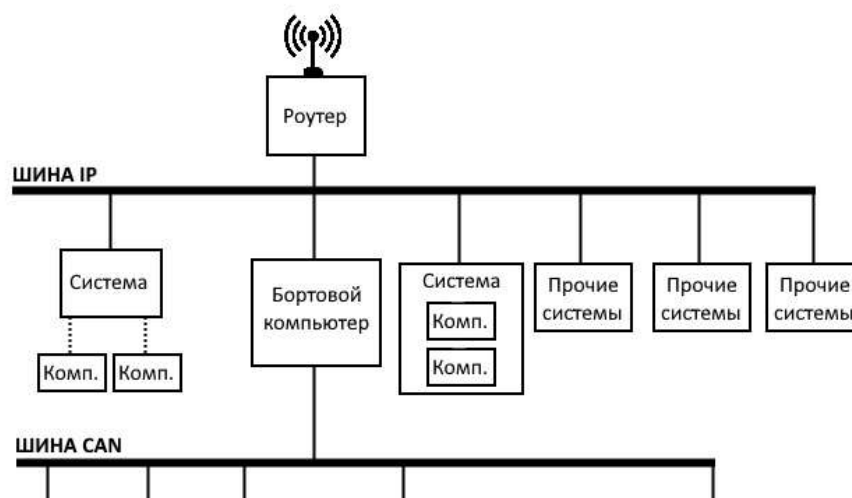 Роутер
ШИНА IP
Система
Комп.
Комп.
Бортовой
компьютер
Система
Комп.
Комп.
Прочие
системы
Прочие
системы
Прочие
системы
ШИНА CAN